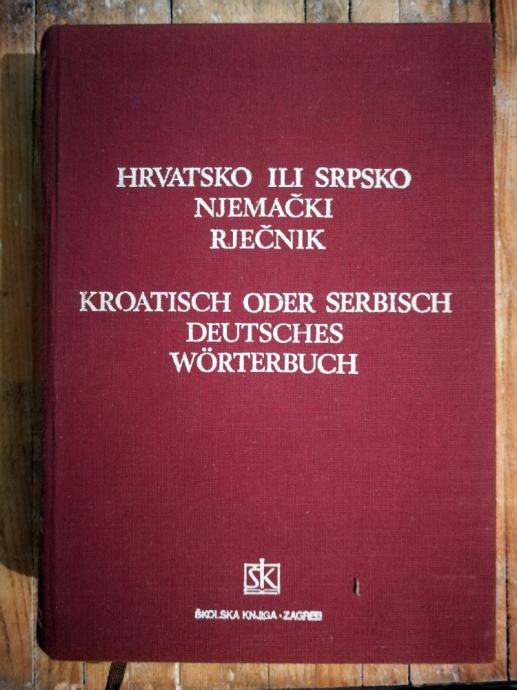 HRVATSKO ILI SRPSKO
NJEMAČKI
RJEČNIK
KROATISCH ODER SERBISCH
DEUTSCHES
WÖRTERBUCH
ŠK
ŠKOLSKA KNJIGA · ZAGREB